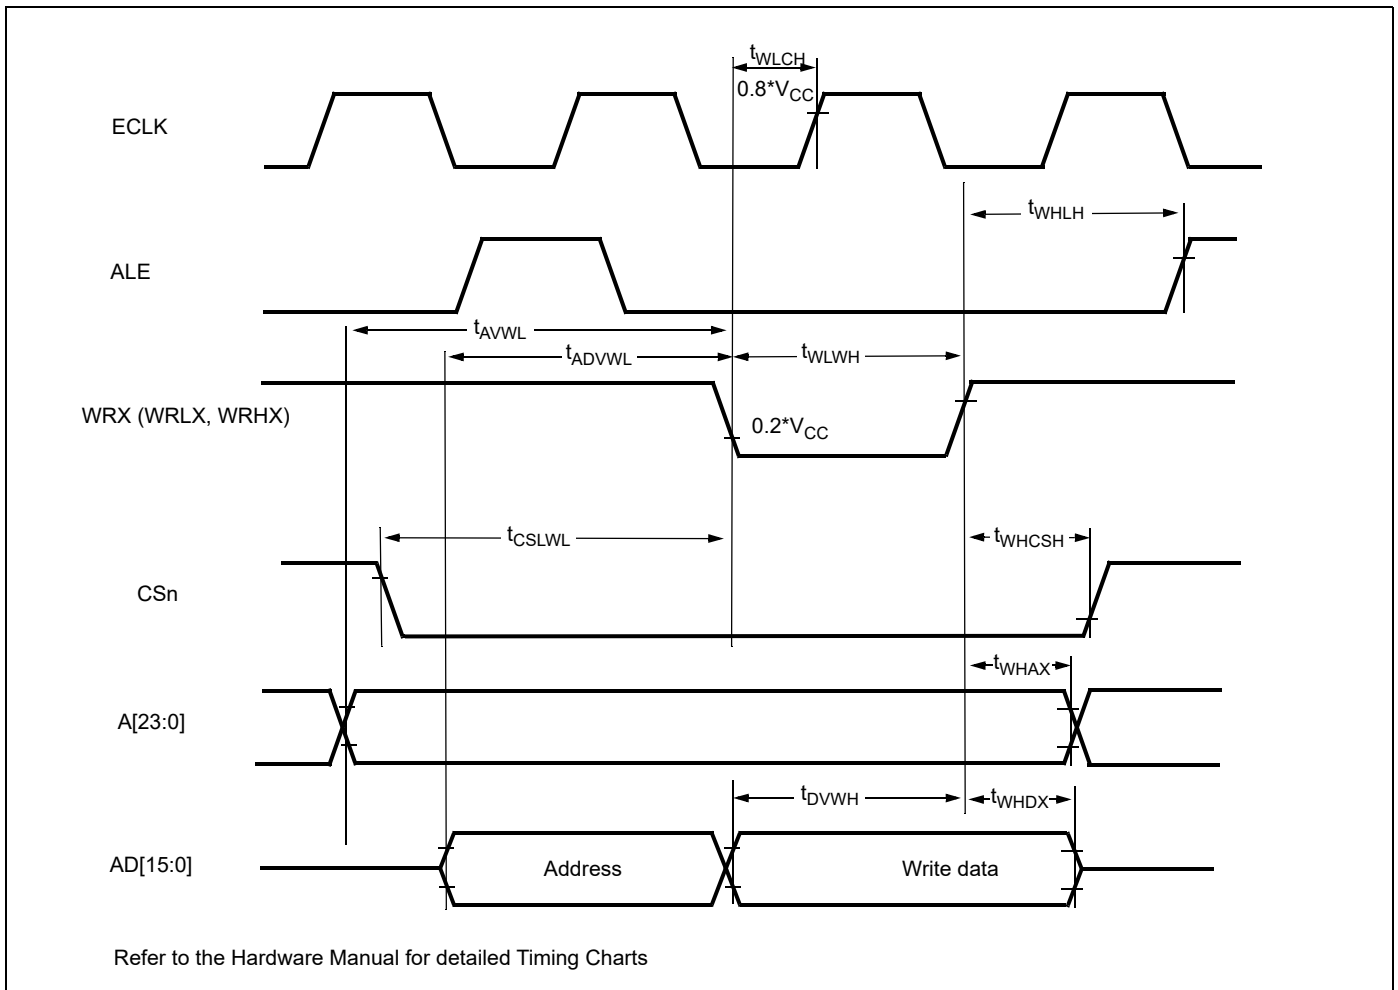 tWLCH
0.8*VCC
ECLK
tWHLH
ALE
tAVWL
tADVWL
tWLWH
WRX (WRLX, WRHX)
0.2*VCC
tCSLWL
tWHCSH
CSn
tWHAX
A[23:0]
tDVWH
tWHDX
AD[15:0]
Address
Write data
Refer to the Hardware Manual for detailed Timing Charts